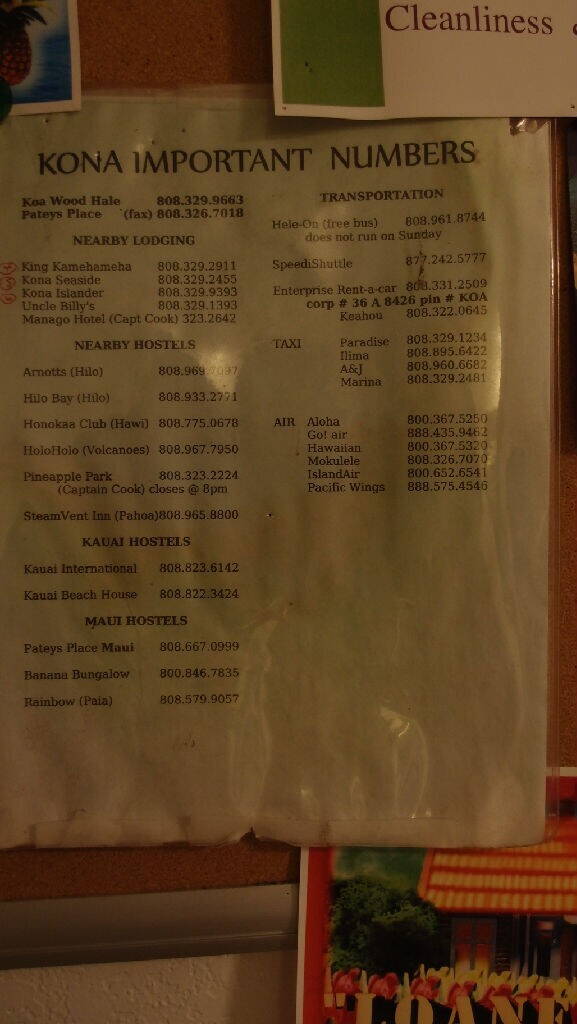 Cleanliness
KONA IMPORTANT NUMBERS
Koa Wood Hale 808.329.9663
Pateys Place (fax) 808.326.7018
NEARBY LODGING
King Kamehameha 808.329.2911
Kona Seaside 808.329.2455
Kona Islander 808.329.9393
Uncle Billy's 808.329.1393
Manago Hotel (Capt Cook) 323.2642
NEARBY HOSTELS
Arnotts (Hilo)
Hilo Bay (Hilo) 808.933.2771
Honokaa Club (Hawi) 808.775.0678
HoloHolo (Volcanoes) 808.967.7950
Pineapple Park 808.323.2224
(Captain Cook) closes @ 8pm
SteamVent Inn (Pahoa)808.965.8800
KAUAI HOSTELS
Kauai International 808.823.6142
Kauai Beach House 808.822.3424
MAUI HOSTELS
Pateys Place Maui 808.667.0999
Banana Bungalow 800.846.7835
Rainbow (Paia) 808.579.9057
TRANSPORTATION
Hele-On (free bus) 808.961.8744
does not run on Sunday
SpeediShuttle 877.242.5777
Enterprise Rent-a-car 808.331.2509
corp # 36 A 8426 pin # KOA
Keahou 808.322.0645
TAXI Paradise 808.329.1234
Ilima 808.895.6422
A&J 808.960.6682
Marina 808.329.2481
AIR Aloha 800.367.5250
Go! air 888.435.9462
Hawaiian 800.367.5320
Mokulele 808.326.7070
IslandAir 800.652.6541
Pacific Wings 888.575.4546